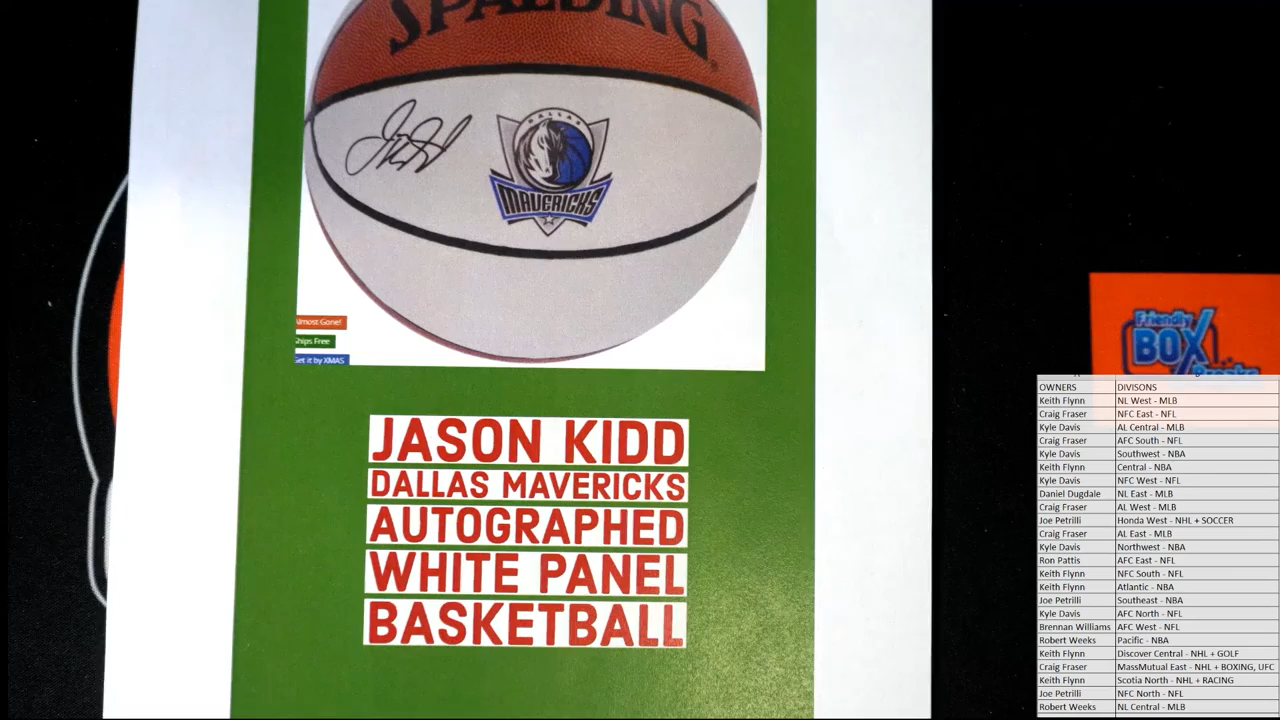 SPALDING
DALLAS
MAVERICKS
Almost Gone!
Ships Free
Get it by XMAS
JASON KIDD
DALLAS MAVERICKS
AUTOGRAPHED
WHITE PANEL
BASKETBALL
Friendly
BOX
Breaks
OWNERS DIVISONS
Keith Flynn NL West - MLB
Craig Fraser NFC East - NFL
Kyle Davis AL Central - MLB
Craig Fraser AFC South - NFL
Kyle Davis Southwest - NBA
Keith Flynn Central - NBA
Kyle Davis NFC West - NFL
Daniel Dugdale NL East - MLB
Craig Fraser AL West - MLB
Joe Petrilli Honda West - NHL + SOCCER
Craig Fraser AL East - MLB
Kyle Davis Northwest - NBA
Ron Pattis AFC East - NFL
Keith Flynn NFC South - NFL
Keith Flynn Atlantic - NBA
Joe Petrilli Southeast - NBA
Kyle Davis AFC North - NFL
Brennan Williams AFC West - NFL
Robert Weeks Pacific - NBA
Keith Flynn Discover Central - NHL + GOLF
Craig Fraser MassMutual East - NHL + BOXING, UFC
Keith Flynn Scotia North - NHL + RACING
Joe Petrilli NFC North - NFL
Robert Weeks NL Central - MLB